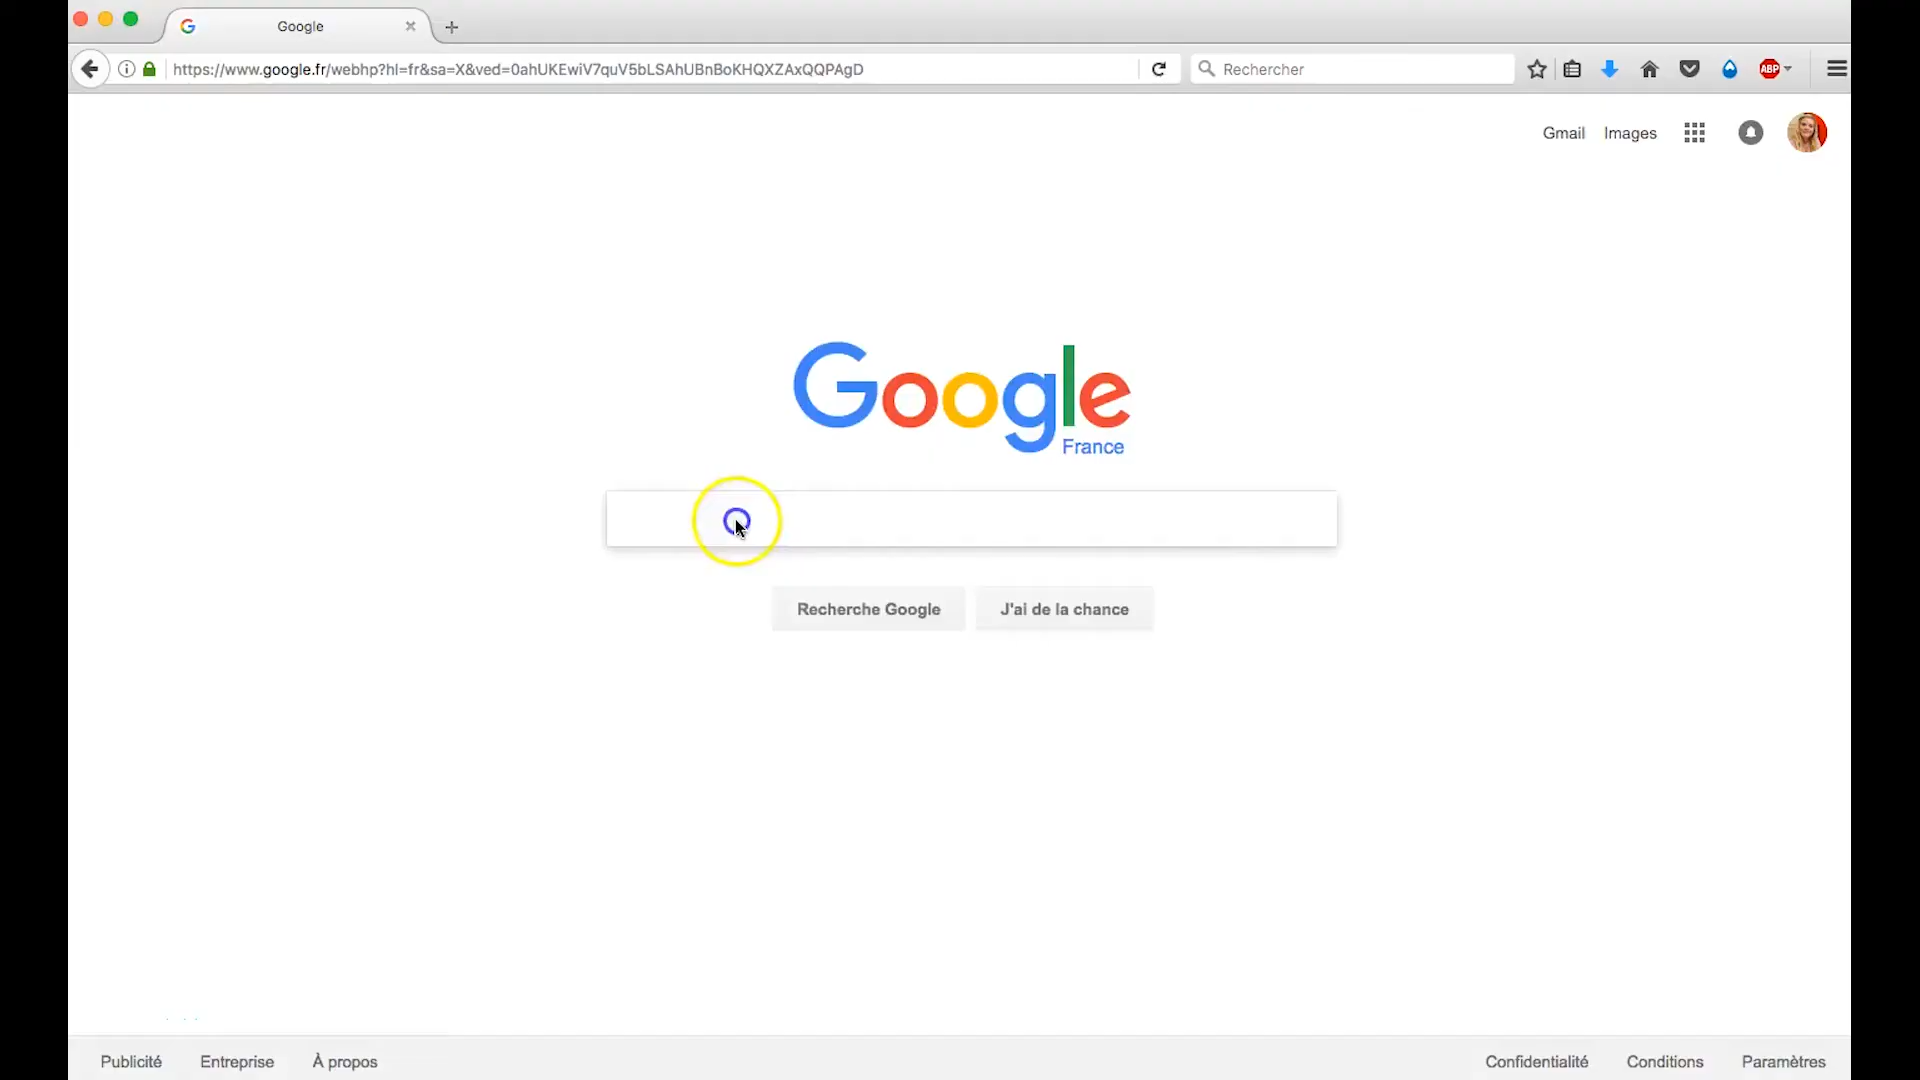 Google
https://www.google.fr/webhp?hl=fr&sa=X&ved=0ahUKEwiV7quV5bLSAhUBnBoKHQXZAxQQPAgD
Rechercher
ABP
Gmail Images
Google
France
Recherche Google J'ai de la chance
Publicité Entreprise À propos Confidentialité Conditions Paramètres